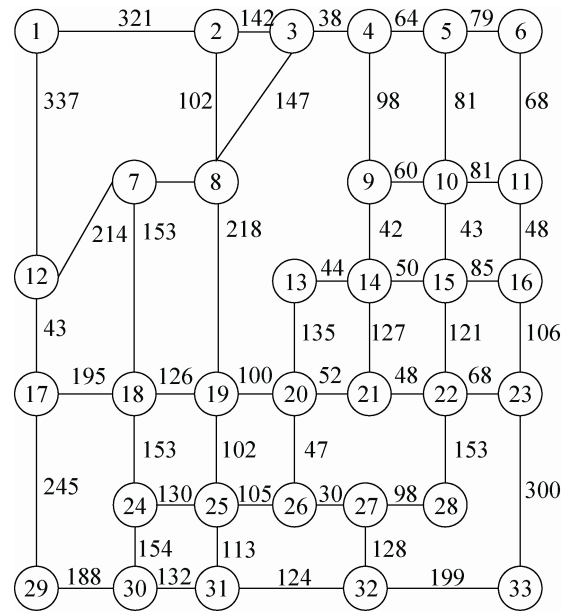 321 142 38 64 79
1 2 3 4 5 6
337 102 147 98 81 68
60 81
7 8 9 10 11
214 153 218 42 43 48
44 50 85
12 13 14 15 16
43 135 127 121 106
195 126 100 52 48 68
17 18 19 20 21 22 23
245 153 102 47 153 300
130 105 30 98
24 25 26 27 28
154 113 128
188 132 124 199
29 30 31 32 33